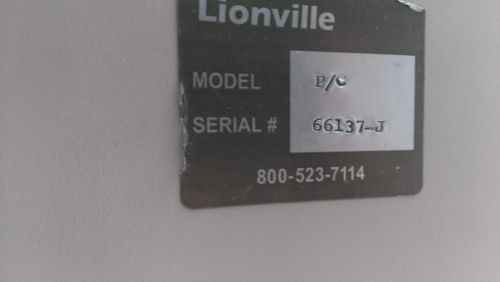 Lionville
MODEL P/C
SERIAL # 66137-J
800-523-7114